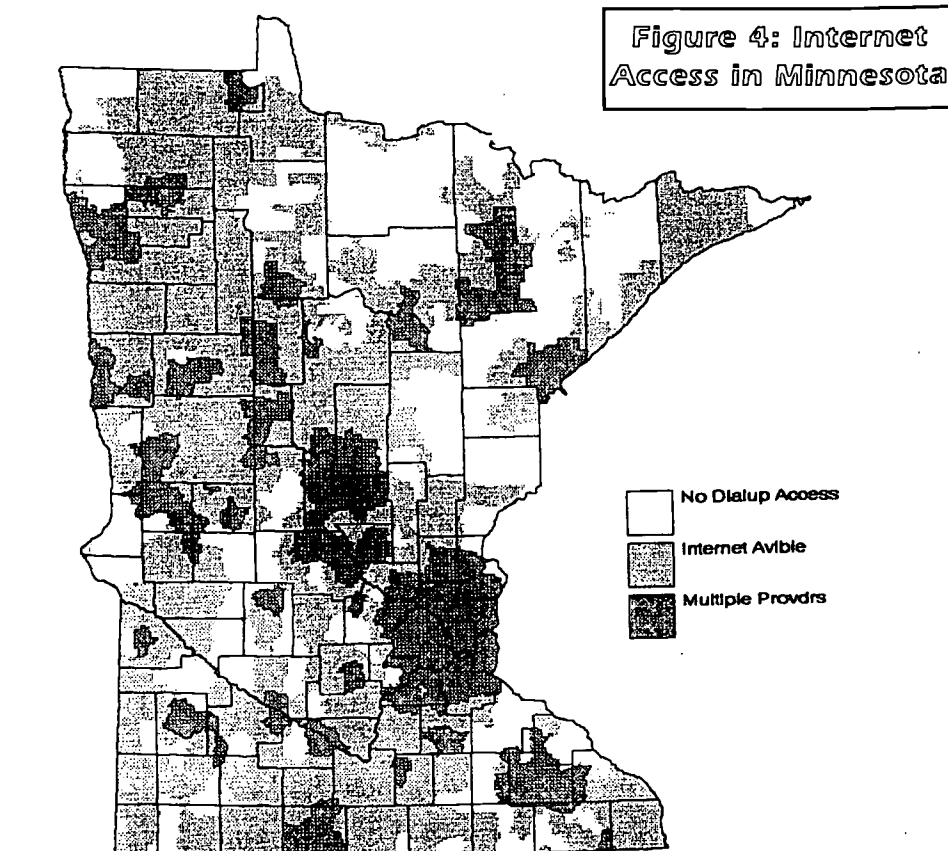 Figure 4: Internet
Access in Minnesota
No Dialup Access
Internet Avlble
Multiple Provdrs